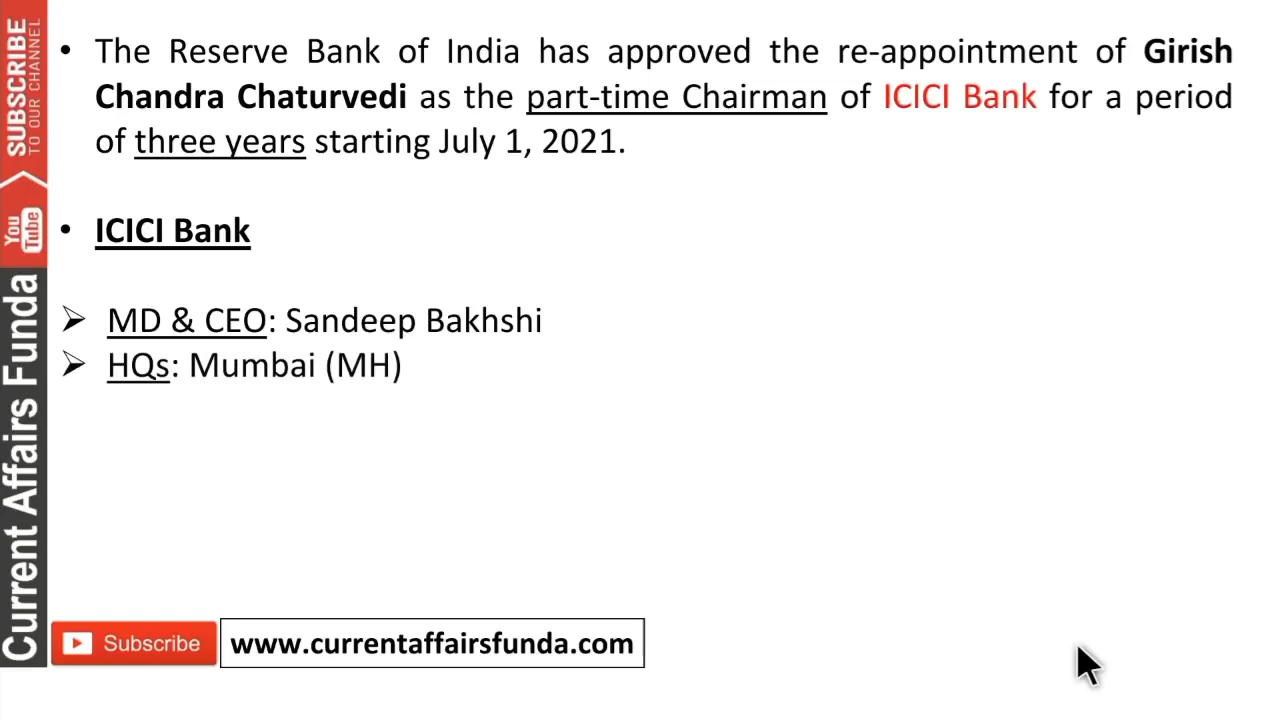 • The Reserve Bank of India has approved the re-appointment of Girish
Chandra Chaturvedi as the part-time Chairman of ICICI Bank for a period
of three years starting July 1, 2021.
• ICICI Bank
➢ MD & CEO: Sandeep Bakhshi
➢ HQs: Mumbai (MH)
SUBSCRIBE
TO OUR CHANNEL
You
Tube
Current Affairs Funda
Subscribe
www.currentaffairsfunda.com